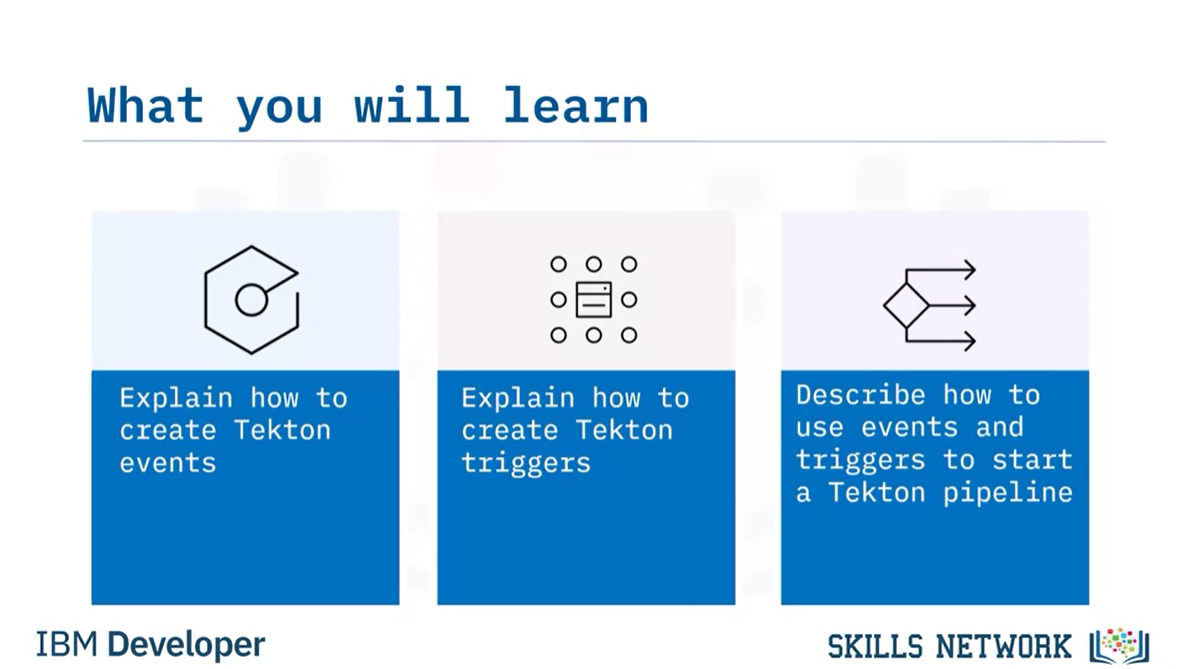 What you will learn
Explain how to
create Tekton
events
Explain how to
create Tekton
triggers
Describe how to
use events and
triggers to start
a Tekton pipeline
IBM Developer
SKILLS NETWORK